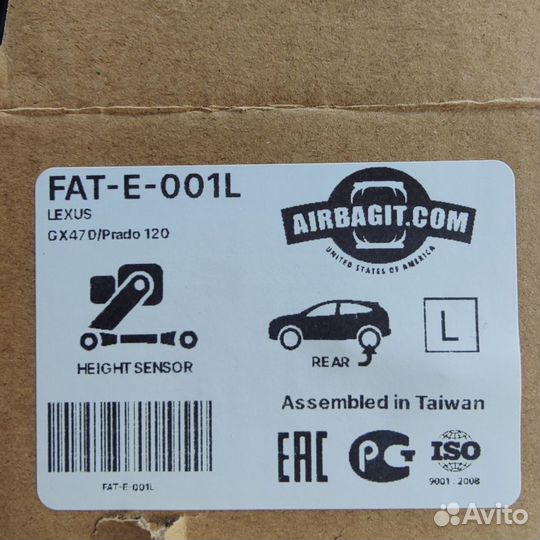 FAT-E-001L
LEXUS
GX470/Prado 120
AIRBAGIT.COM
UNITED STATES OF AMERICA
HEIGHT SENSOR
REAR
L
Assembled in Taiwan
FAT-E-001L
EAC
РСТ
ISO
9001 : 2008
Avito